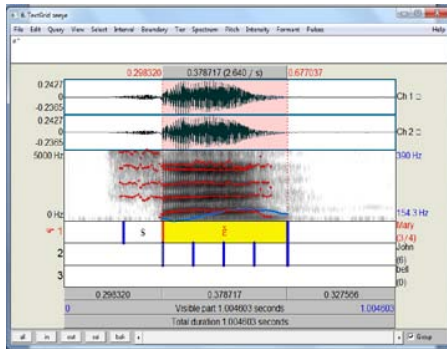 6. TextGrid seeye
File Edit Query View Select Interval Boundary Tier Spectrum Pitch Intensity Formant Pulses Help
0.298320 0.378717 (2.640 / s) 0.677037
0.2427
0
-0.2365
Ch 1
0.2427
0
-0.2365
Ch 2
5000 Hz 390 Hz
0 Hz 154.3 Hz
1 s Mary
(3/4)
2 John
(6)
3 bell
(0)
0.298320 0.378717 0.327566
0 Visible part 1.004603 seconds 1.004603
Total duration 1.004603 seconds
all in out sel bak Group